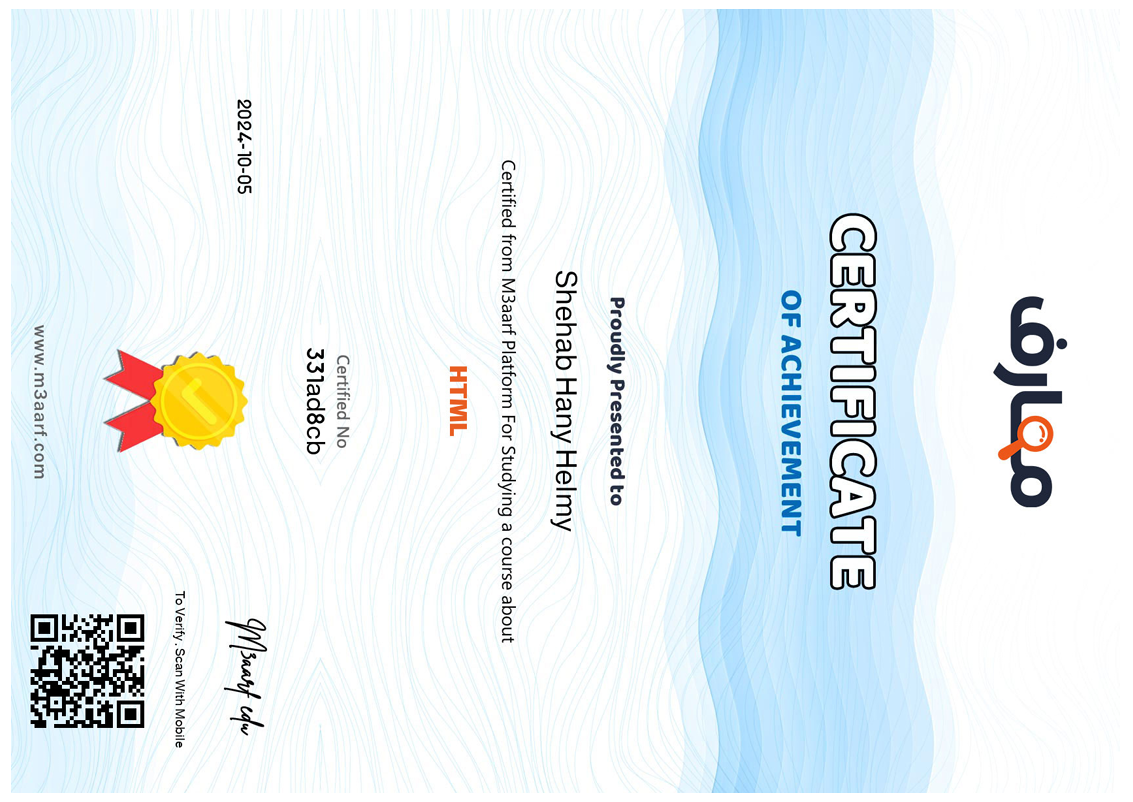 معارف
CERTIFICATE
OF ACHIEVEMENT
Proudly Presented to
Shehab Hany Helmy
Certified from M3aarf Platform For Studying a course about
HTML
Certified No
331ad8cb
2024-10-05
M3aarf edu
To Verify . Scan With Mobile
www.m3aarf.com